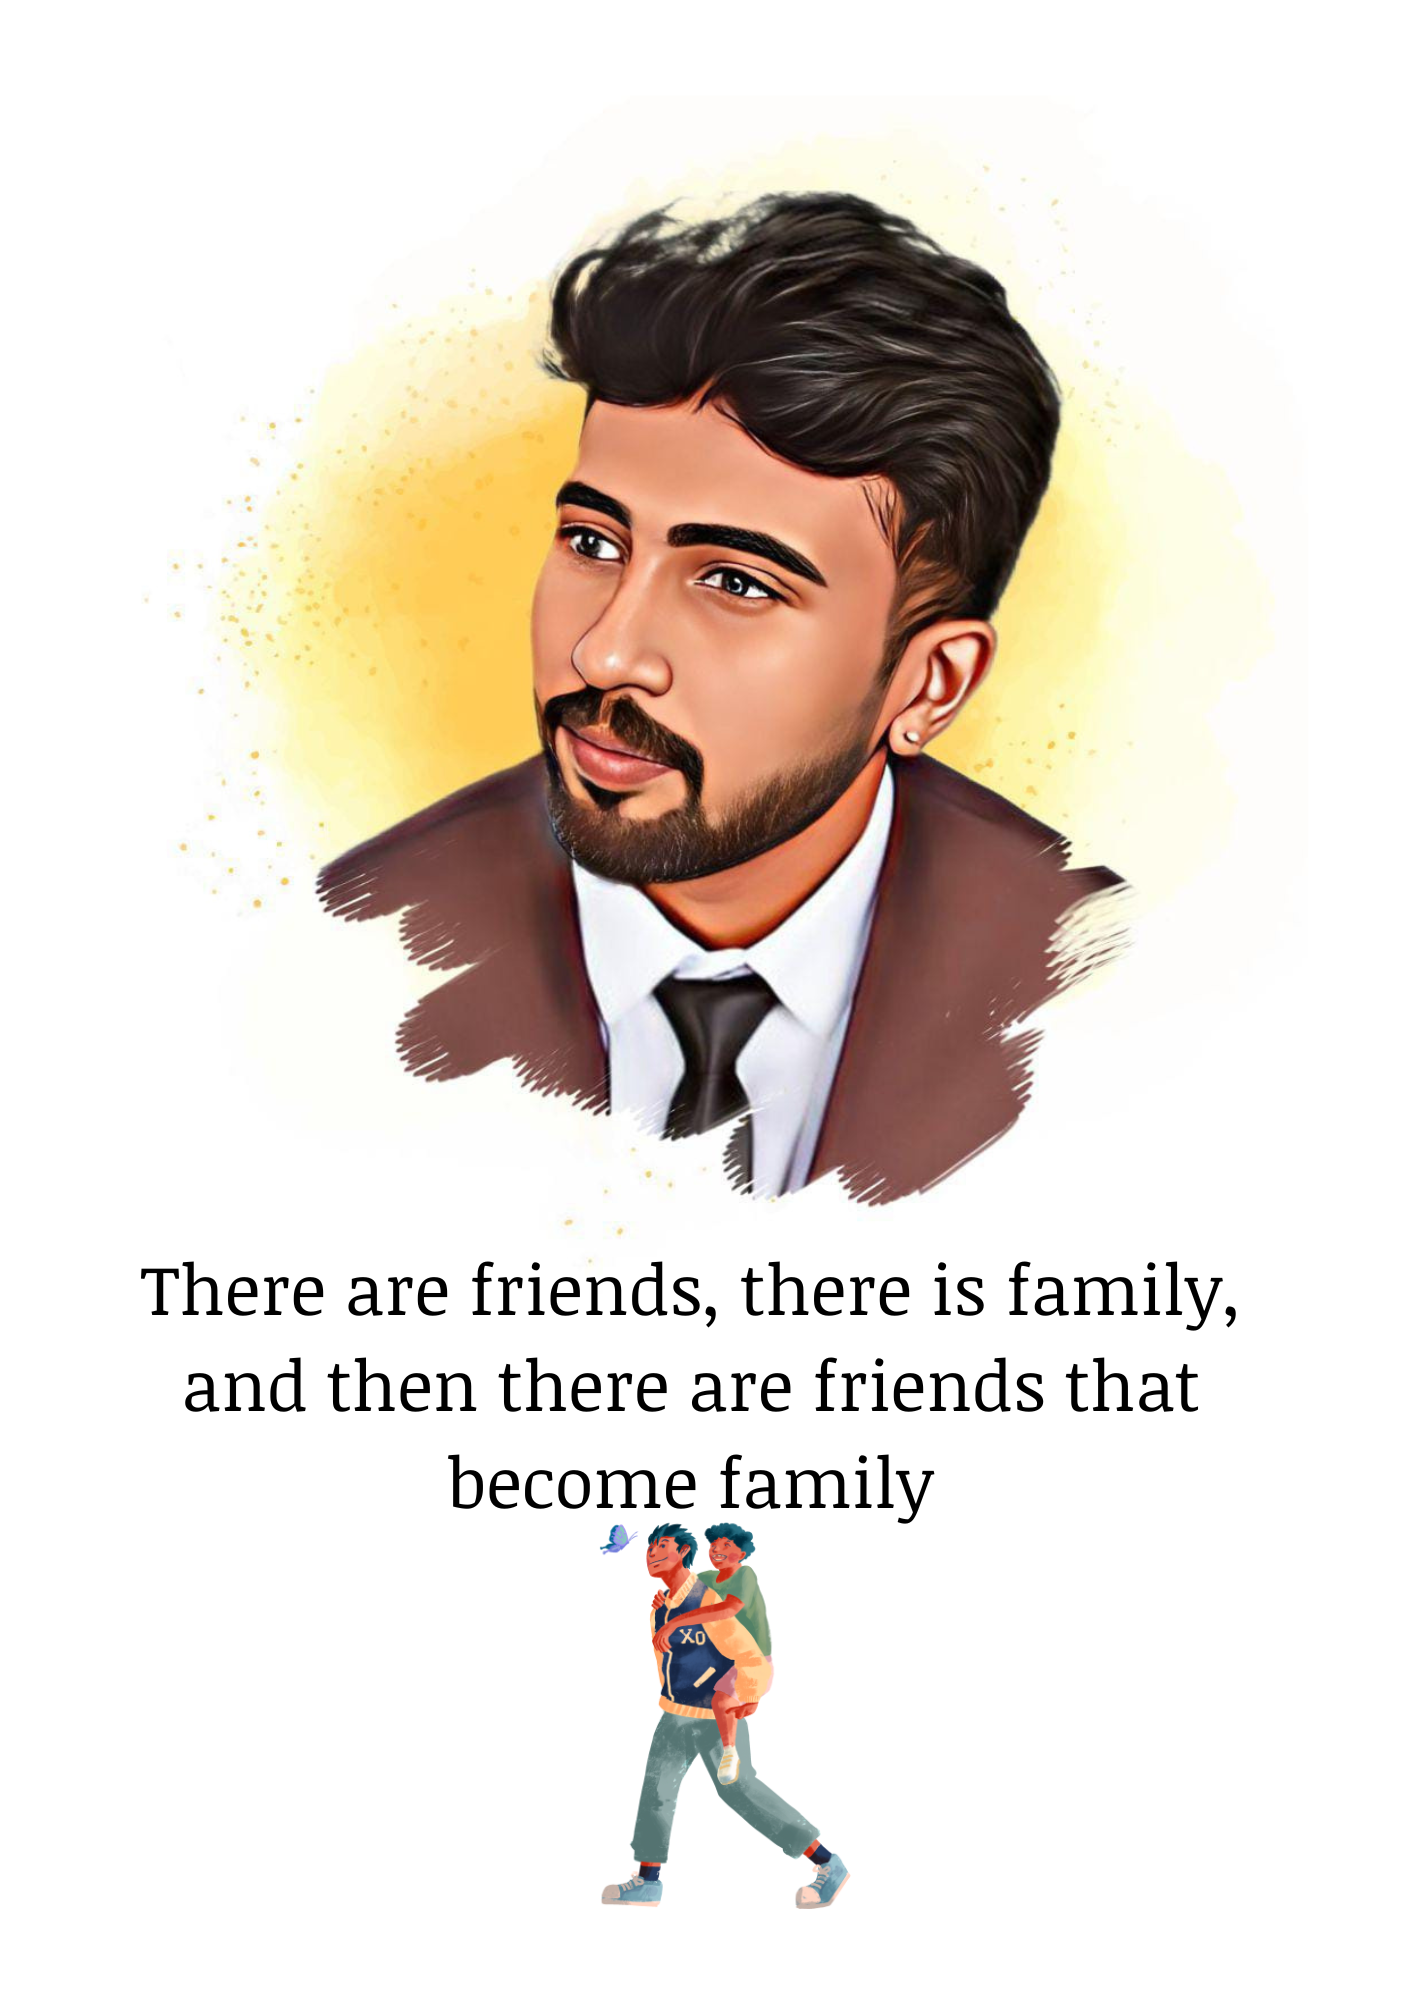 There are friends, there is family,
and then there are friends that
become family
XO